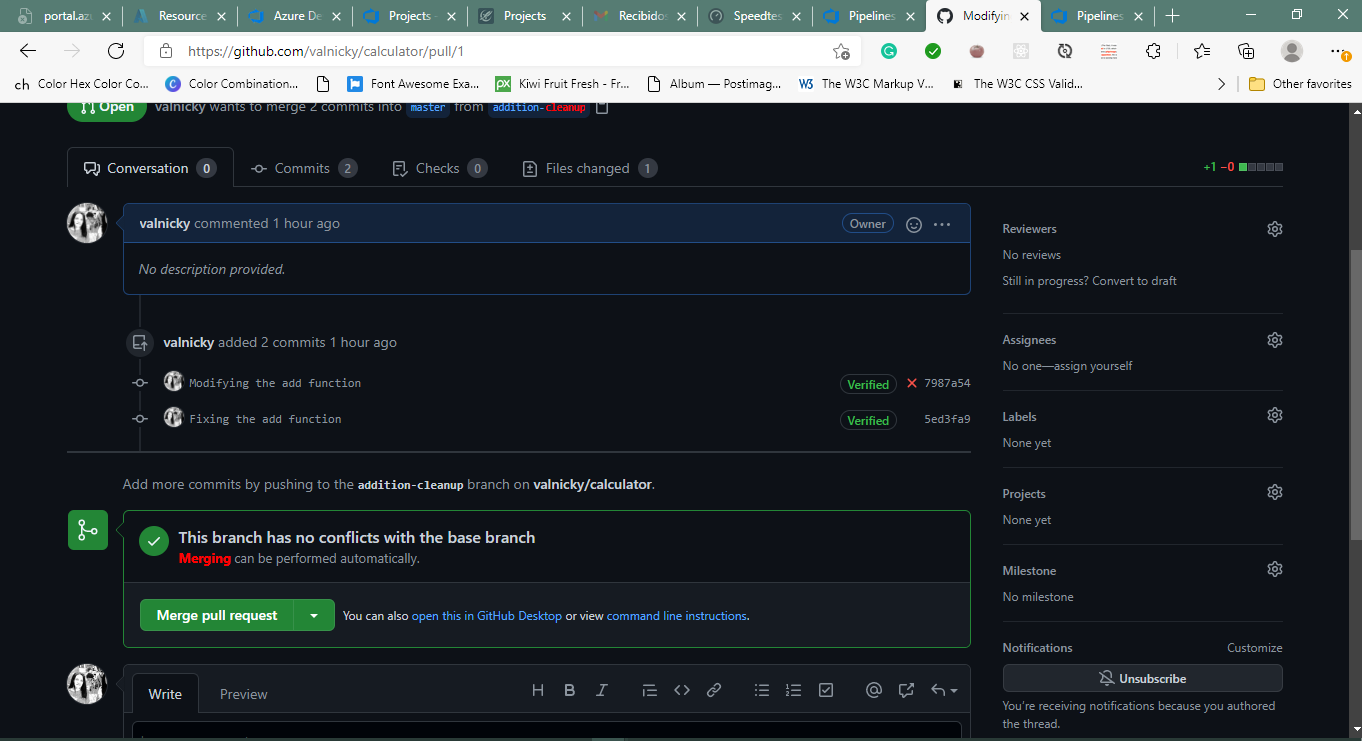 portal.azu
Resource
Azure De
Projects -
Projects
Recibido
Speedtes
Pipelines
Modifyin
Pipelines
https://github.com/valnicky/calculator/pull/1
ch Color Hex Color Co...
C Color Combination...
Font Awesome Exa...
px Kiwi Fruit Fresh - Fr...
Album — Postimag...
W3 The W3C Markup V...
The W3C CSS Valid...
Other favorites
Open valnicky wants to merge 2 commits into master from addition-cleanup
Conversation 0 Commits 2 Checks 0 Files changed 1
+1 −0
valnicky commented 1 hour ago
Owner
No description provided.
valnicky added 2 commits 1 hour ago
Modifying the add function Verified 7987a54
Fixing the add function Verified 5ed3fa9
Add more commits by pushing to the addition-cleanup branch on valnicky/calculator.
This branch has no conflicts with the base branch
Merging can be performed automatically.
Merge pull request
You can also open this in GitHub Desktop or view command line instructions.
Write Preview
Reviewers
No reviews
Still in progress? Convert to draft
Assignees
No one—assign yourself
Labels
None yet
Projects
None yet
Milestone
No milestone
Notifications Customize
Unsubscribe
You're receiving notifications because you authored
the thread.